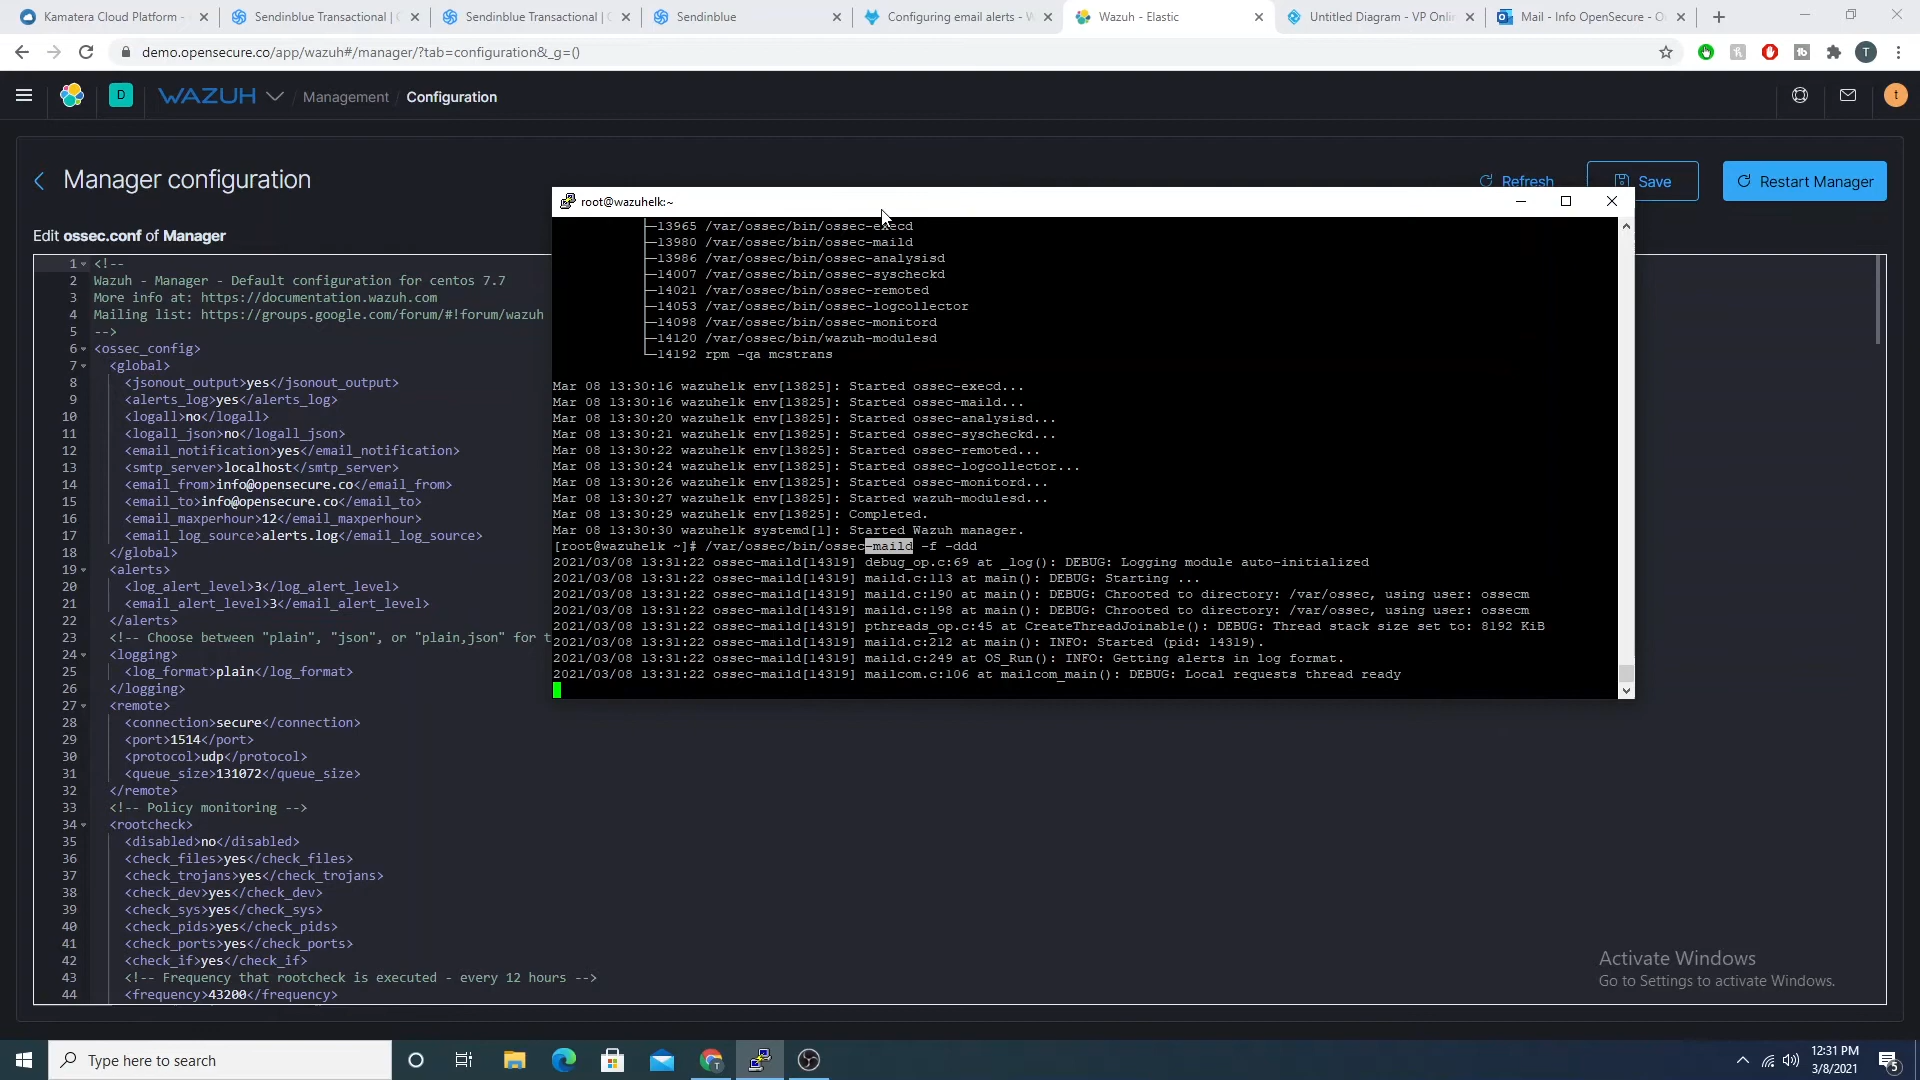 Kamatera Cloud Platform -
Sendinblue Transactional | C
Sendinblue Transactional | C
Sendinblue
Configuring email alerts - W
Wazuh - Elastic
Untitled Diagram - VP Onlin
Mail - Info OpenSecure - O
demo.opensecure.co/app/wazuh#/manager/?tab=configuration&_g=()
T
D
WAZUH / Management / Configuration
t
Manager configuration
Refresh
Save
Restart Manager
Edit ossec.conf of Manager
1 <!--
2 Wazuh - Manager - Default configuration for centos 7.7
3 More info at: https://documentation.wazuh.com
4 Mailing list: https://groups.google.com/forum/#!forum/wazuh
5 -->
6 <ossec_config>
7 <global>
8 <jsonout_output>yes</jsonout_output>
9 <alerts_log>yes</alerts_log>
10 <logall>no</logall>
11 <logall_json>no</logall_json>
12 <email_notification>yes</email_notification>
13 <smtp_server>localhost</smtp_server>
14 <email_from>info@opensecure.co</email_from>
15 <email_to>info@opensecure.co</email_to>
16 <email_maxperhour>12</email_maxperhour>
17 <email_log_source>alerts.log</email_log_source>
18 </global>
19 <alerts>
20 <log_alert_level>3</log_alert_level>
21 <email_alert_level>3</email_alert_level>
22 </alerts>
23 <!-- Choose between "plain", "json", or "plain,json" for t
24 <logging>
25 <log_format>plain</log_format>
26 </logging>
27 <remote>
28 <connection>secure</connection>
29 <port>1514</port>
30 <protocol>udp</protocol>
31 <queue_size>131072</queue_size>
32 </remote>
33 <!-- Policy monitoring -->
34 <rootcheck>
35 <disabled>no</disabled>
36 <check_files>yes</check_files>
37 <check_trojans>yes</check_trojans>
38 <check_dev>yes</check_dev>
39 <check_sys>yes</check_sys>
40 <check_pids>yes</check_pids>
41 <check_ports>yes</check_ports>
42 <check_if>yes</check_if>
43 <!-- Frequency that rootcheck is executed - every 12 hours -->
44 <frequency>43200</frequency>
root@wazuhelk:~
├─13965 /var/ossec/bin/ossec-execd
├─13980 /var/ossec/bin/ossec-maild
├─13986 /var/ossec/bin/ossec-analysisd
├─14007 /var/ossec/bin/ossec-syscheckd
├─14021 /var/ossec/bin/ossec-remoted
├─14053 /var/ossec/bin/ossec-logcollector
├─14098 /var/ossec/bin/ossec-monitord
├─14120 /var/ossec/bin/wazuh-modulesd
└─14192 rpm -qa mcstrans
Mar 08 13:30:16 wazuhelk env[13825]: Started ossec-execd...
Mar 08 13:30:16 wazuhelk env[13825]: Started ossec-maild...
Mar 08 13:30:20 wazuhelk env[13825]: Started ossec-analysisd...
Mar 08 13:30:21 wazuhelk env[13825]: Started ossec-syscheckd...
Mar 08 13:30:22 wazuhelk env[13825]: Started ossec-remoted...
Mar 08 13:30:24 wazuhelk env[13825]: Started ossec-logcollector...
Mar 08 13:30:26 wazuhelk env[13825]: Started ossec-monitord...
Mar 08 13:30:27 wazuhelk env[13825]: Started wazuh-modulesd...
Mar 08 13:30:29 wazuhelk env[13825]: Completed.
Mar 08 13:30:30 wazuhelk systemd[1]: Started Wazuh manager.
[root@wazuhelk ~]# /var/ossec/bin/ossec-maild -f -ddd
2021/03/08 13:31:22 ossec-maild[14319] debug_op.c:69 at _log(): DEBUG: Logging module auto-initialized
2021/03/08 13:31:22 ossec-maild[14319] maild.c:113 at main(): DEBUG: Starting ...
2021/03/08 13:31:22 ossec-maild[14319] maild.c:190 at main(): DEBUG: Chrooted to directory: /var/ossec, using user: ossecm
2021/03/08 13:31:22 ossec-maild[14319] maild.c:198 at main(): DEBUG: Chrooted to directory: /var/ossec, using user: ossecm
2021/03/08 13:31:22 ossec-maild[14319] pthreads_op.c:45 at CreateThreadJoinable(): DEBUG: Thread stack size set to: 8192 KiB
2021/03/08 13:31:22 ossec-maild[14319] maild.c:212 at main(): INFO: Started (pid: 14319).
2021/03/08 13:31:22 ossec-maild[14319] maild.c:249 at OS_Run(): INFO: Getting alerts in log format.
2021/03/08 13:31:22 ossec-maild[14319] mailcom.c:106 at mailcom_main(): DEBUG: Local requests thread ready
Activate Windows
Go to Settings to activate Windows.
Type here to search
12:31 PM
3/8/2021
5